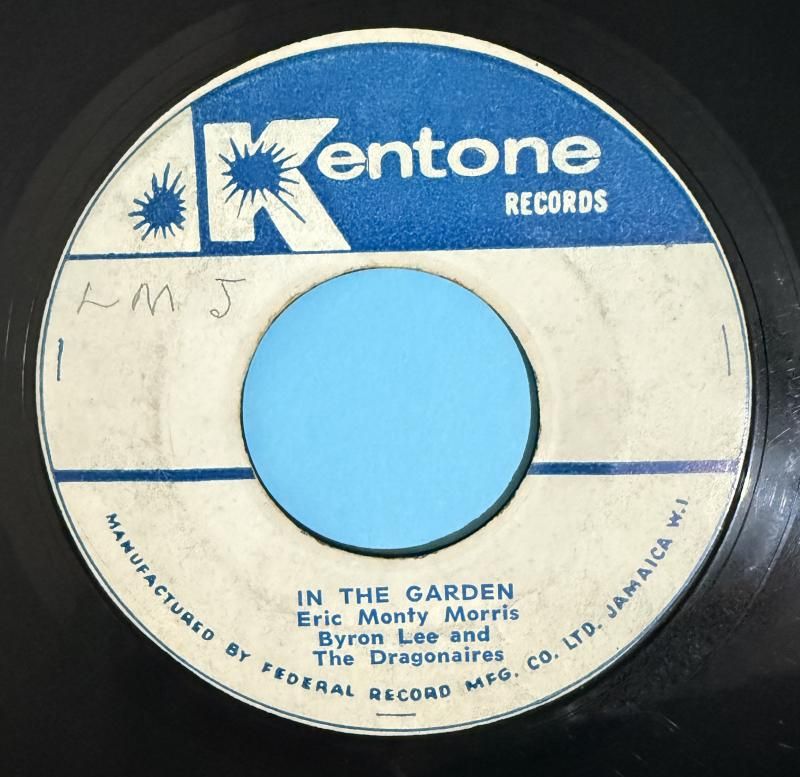 Kentone
RECORDS
L M J
IN THE GARDEN
Eric Monty Morris
Byron Lee and
The Dragonaires
MANUFACTURED BY FEDERAL RECORD MFG. CO. LTD. JAMAICA W.I.